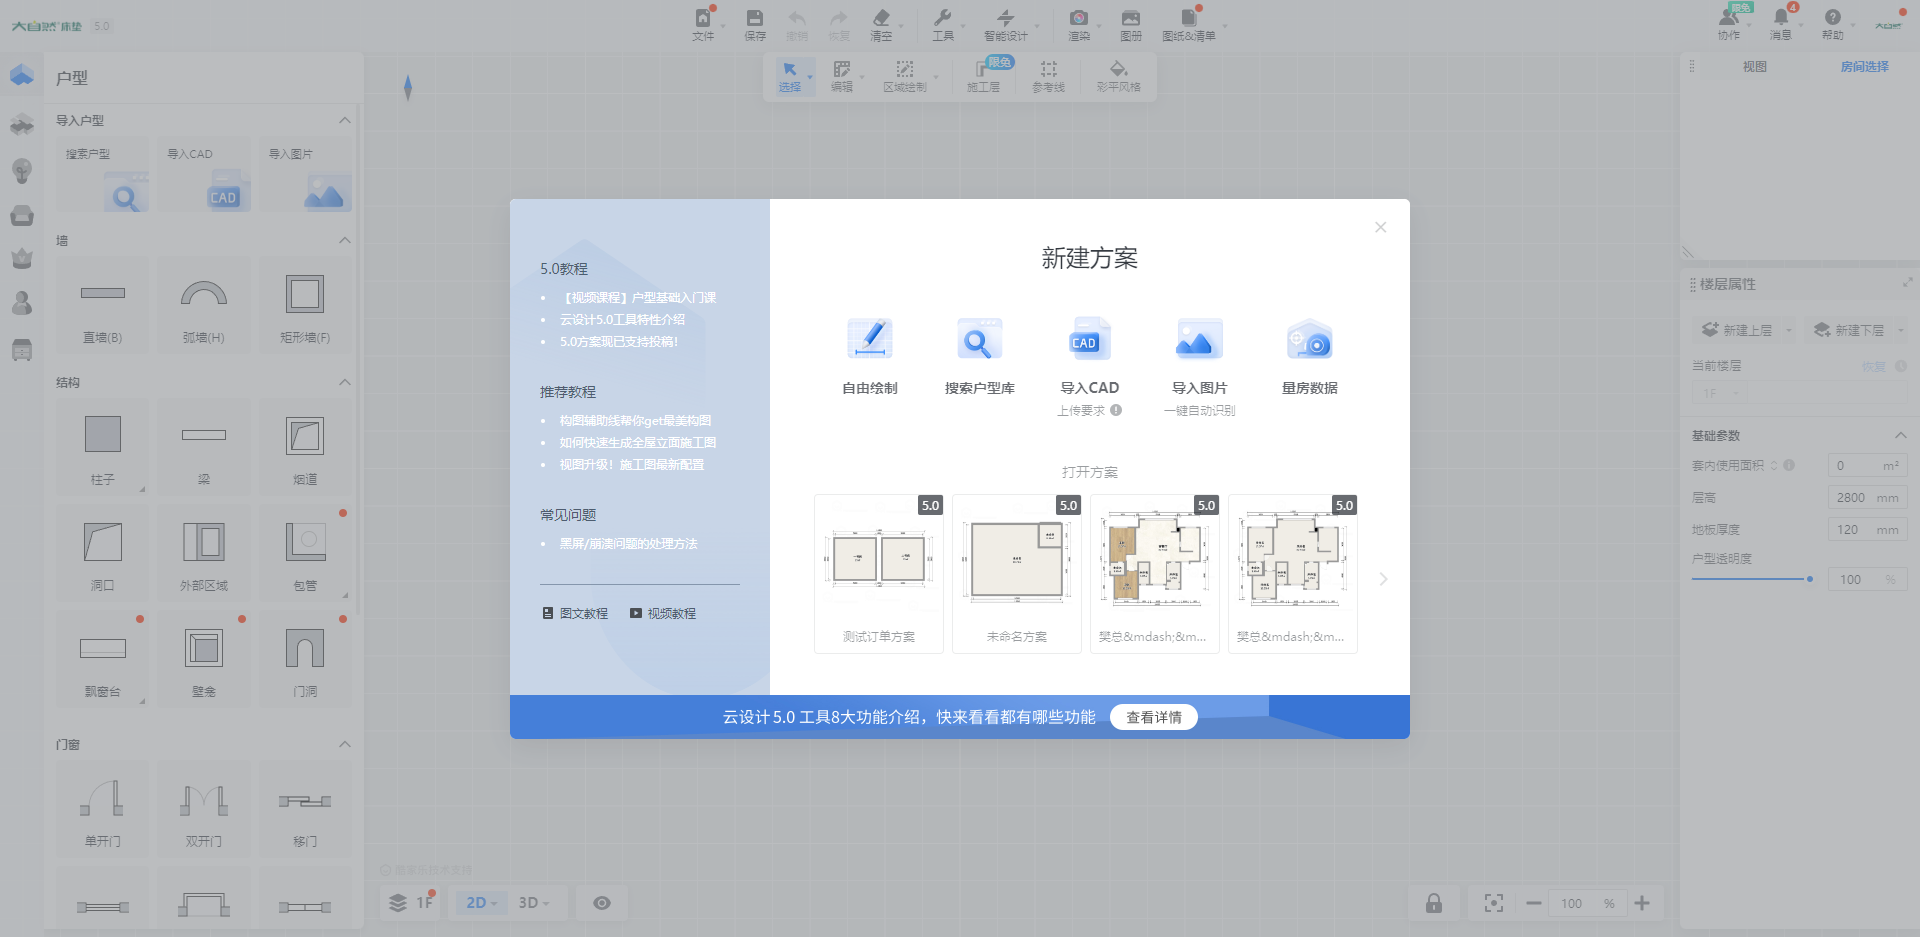 大自然床垫 5.0
文件
保存
撤销
恢复
清空
工具
智能设计
渲染
图册
图纸&清单
限免
协作
4
消息
帮助
大自然
户型
导入户型
搜索户型
导入CAD
CAD
导入图片
墙
直墙(B)
弧墙(H)
矩形墙(F)
结构
柱子
梁
烟道
洞口
外部区域
包管
飘窗台
壁龛
门洞
门窗
单开门
双开门
移门
选择
编辑
区域绘制
限免
施工层
参考线
彩平风格
5.0教程
【视频课程】户型基础入门课
云设计5.0工具特性介绍
5.0方案现已支持投稿!
推荐教程
构图辅助线帮你get最美构图
如何快速生成全屋立面施工图
视图升级！施工图最新配置
常见问题
黑屏/崩溃问题的处理方法
图文教程
视频教程
新建方案
自由绘制
搜索户型库
CAD
导入CAD
上传要求
导入图片
一键自动识别
量房数据
打开方案
5.0
测试订单方案
5.0
未命名方案
5.0
樊总&mdash;&m...
5.0
樊总&mdash;&m...
云设计5.0 工具8大功能介绍，快来看看都有哪些功能
查看详情
视图
房间选择
楼层属性
新建上层
新建下层
当前楼层
恢复
1F
基础参数
套内使用面积
0 m²
层高
2800 mm
地板厚度
120 mm
户型透明度
100 %
1F
2D
3D
100 %